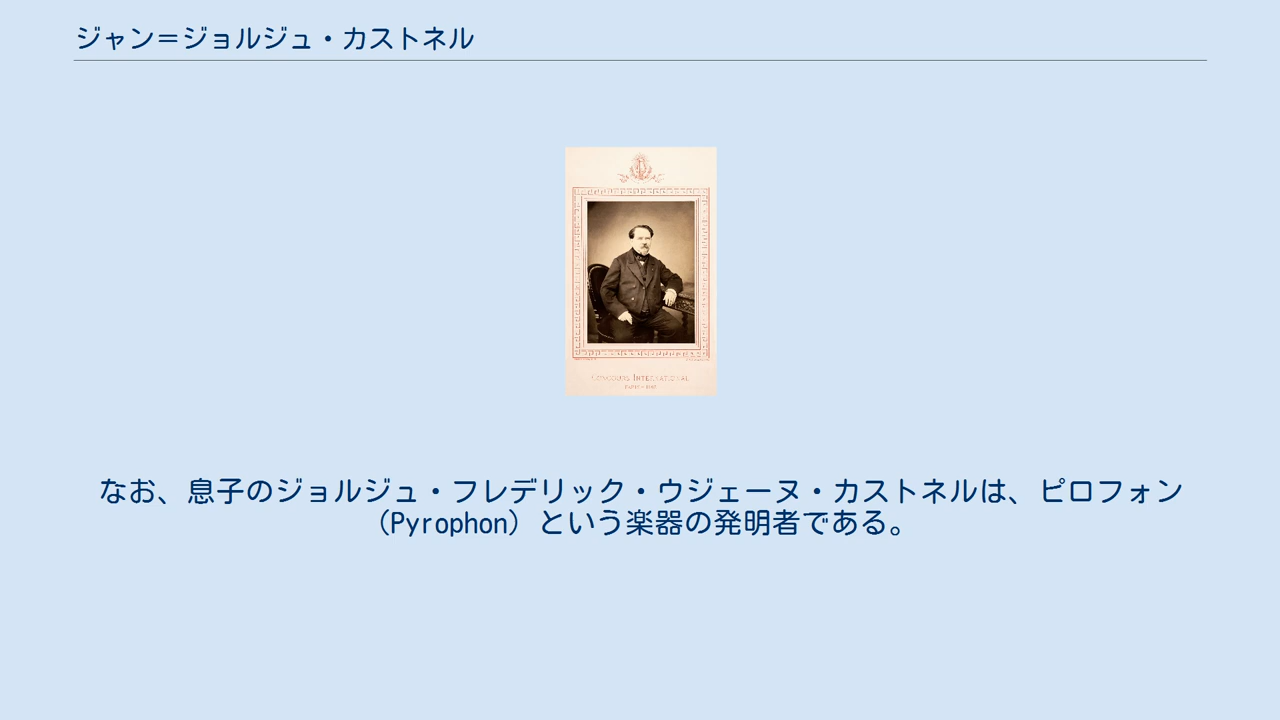 ジャン＝ジョルジュ・カストネル
CONCOURS INTERNATIONAL
なお、息子のジョルジュ・フレデリック・ウジェーヌ・カストネルは、ピロフォン
（Pyrophon）という楽器の発明者である。